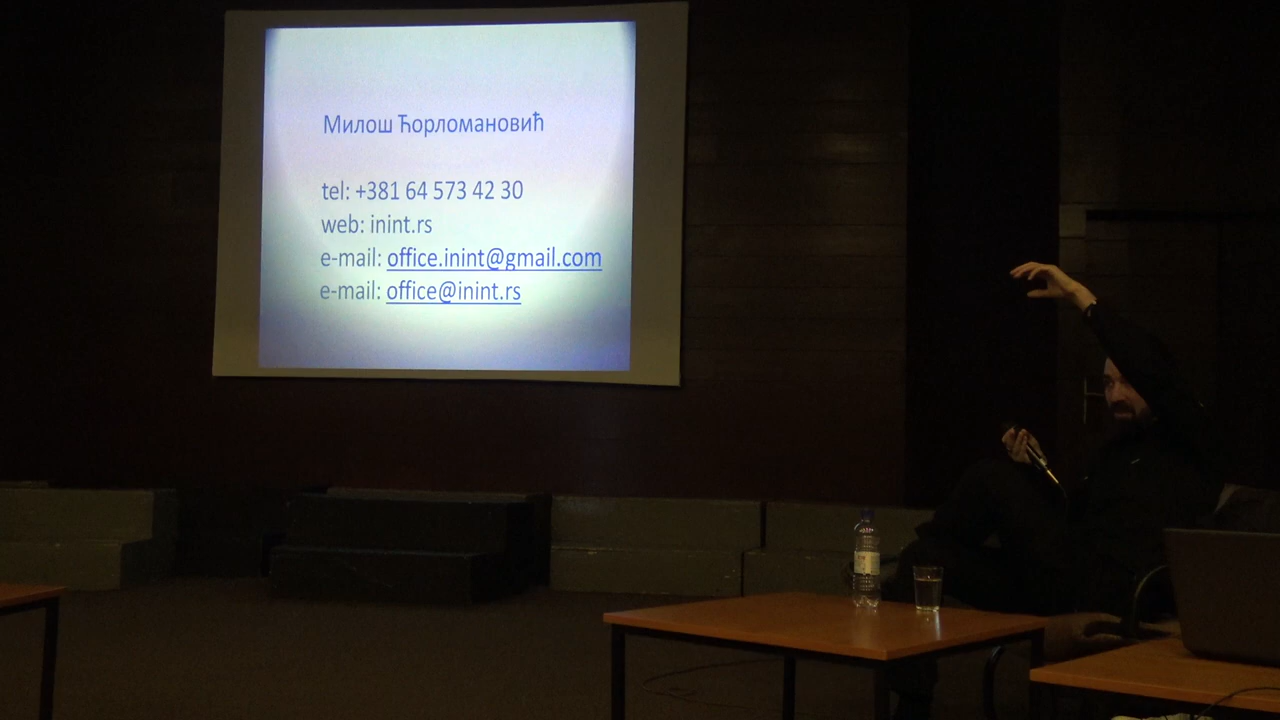 Милош Ћорломановић
tel: +381 64 573 42 30
web: inint.rs
e-mail: office.inint@gmail.com
e-mail: office@inint.rs